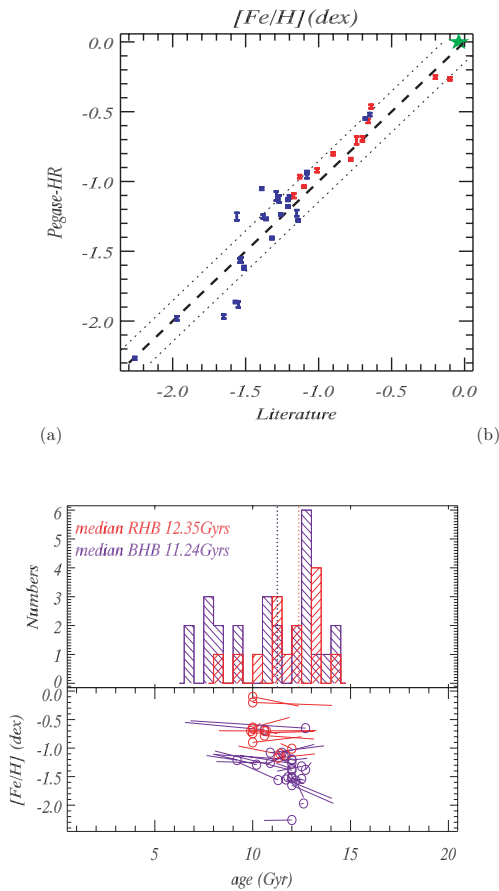 [Fe/H] (dex)
0.0
-0.5
-1.0
-1.5
-2.0
Pegase-HR
-2.0 -1.5 -1.0 -0.5 0.0
Literature
(a) (b)
6
5
4
3
2
1
0
Numbers
median RHB 12.35Gyrs
median BHB 11.24Gyrs
0.0
-0.5
-1.0
-1.5
-2.0
[Fe/H] (dex)
5 10 15 20
age (Gyr)